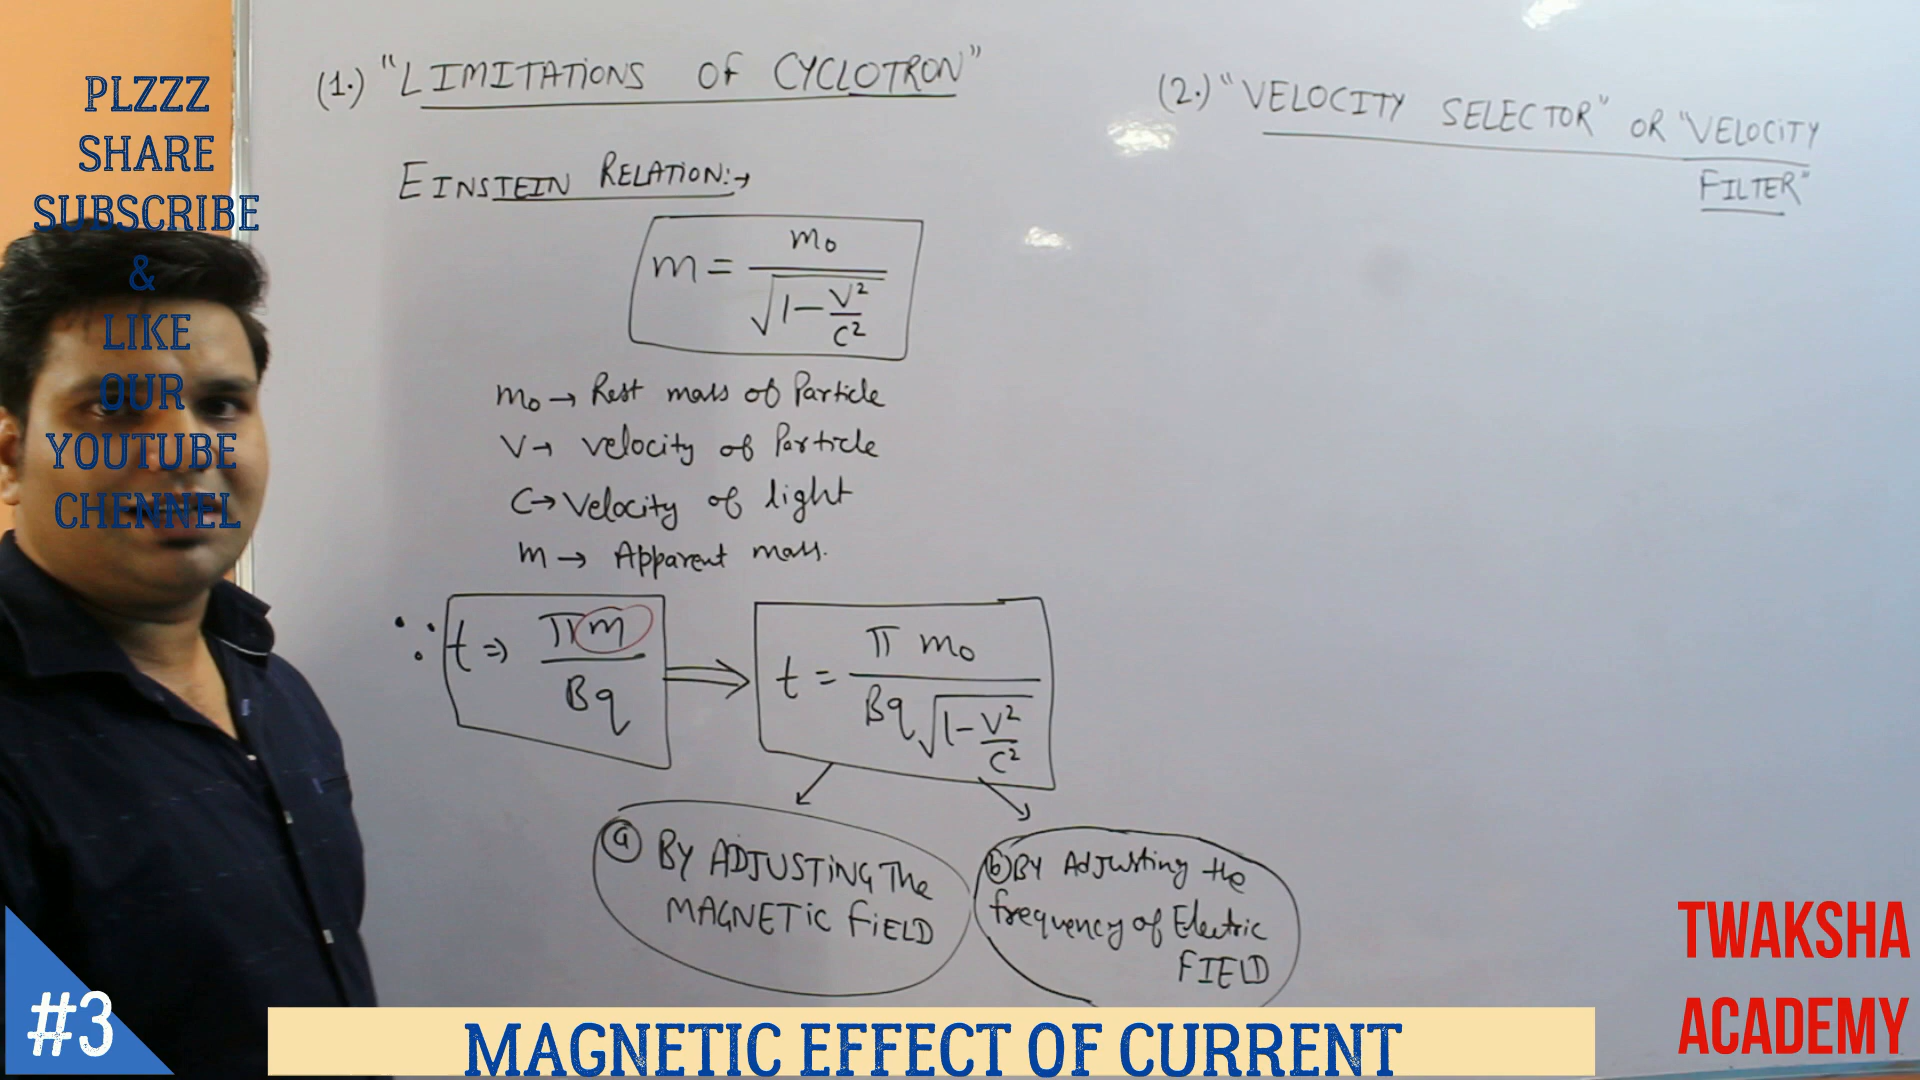 PLZZZ
SHARE
SUBSCRIBE
&
LIKE
OUR
YOUTUBE
CHENNEL
(1.) "LIMITATIONS OF CYCLOTRON"
EINSTEIN RELATION:→
m = m₀ / √(1 - V²/C²)
m₀ → Rest mass of Particle
V → Velocity of Particle
C → Velocity of light
m → Apparent mass.
∵ t ⇒ πm / Bq ⇒ t = π m₀ / Bq √(1 - V²/C²)
(a) BY ADJUSTING The
MAGNETIC FIELD
(b) BY Adjusting the
frequency of Electric
FIELD
(2.) "VELOCITY SELECTOR" OR "VELOCITY
FILTER"
#3
MAGNETIC EFFECT OF CURRENT
TWAKSHA
ACADEMY